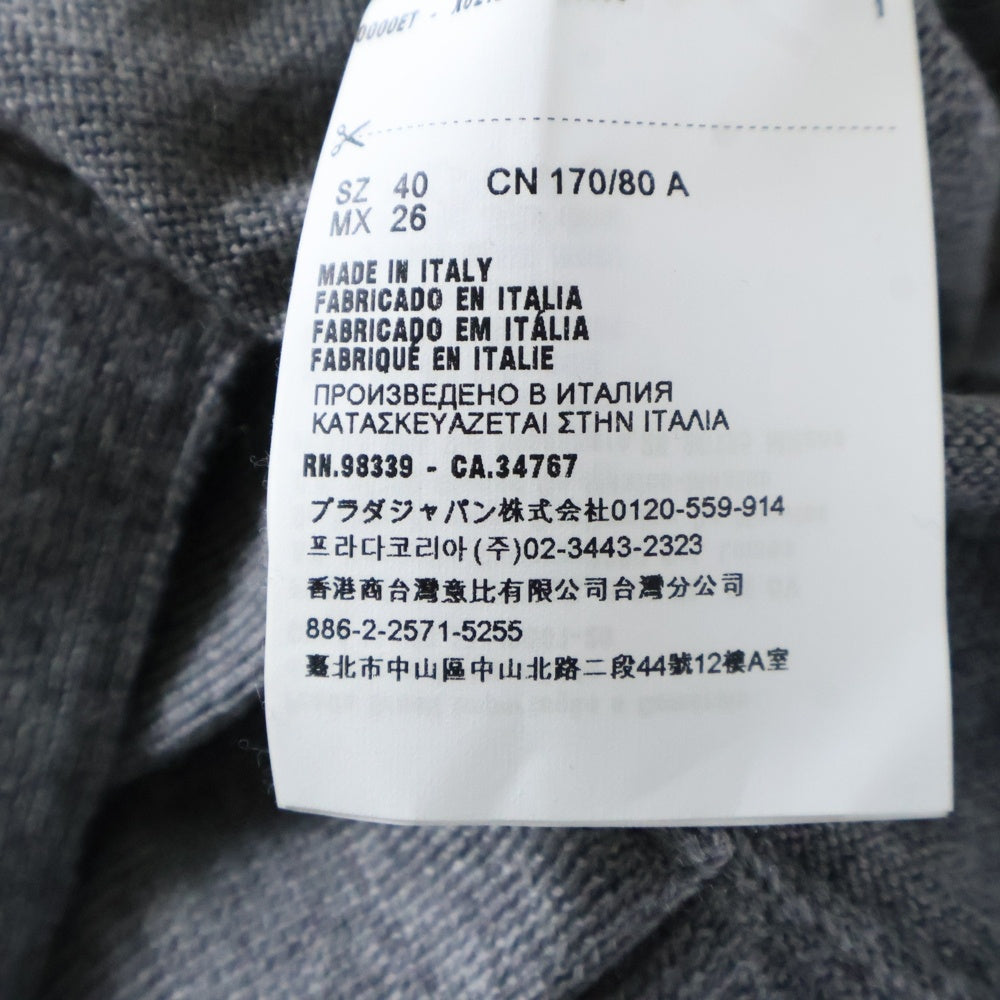 SZ 40 CN 170/80 A
MX 26
MADE IN ITALY
FABRICADO EN ITALIA
FABRICADO EM ITÁLIA
FABRIQUÉ EN ITALIE
ПРОИЗВЕДЕНО В ИТАЛИЯ
ΚΑΤΑΣΚΕΥΑΖΕΤΑΙ ΣΤΗΝ ΙΤΑΛΙΑ
RN.98339 - CA.34767
プラダジャパン株式会社0120-559-914
프라다코리아(주)02-3443-2323
香港商台灣意比有限公司台灣分公司
886-2-2571-5255
臺北市中山區中山北路二段44號12樓A室